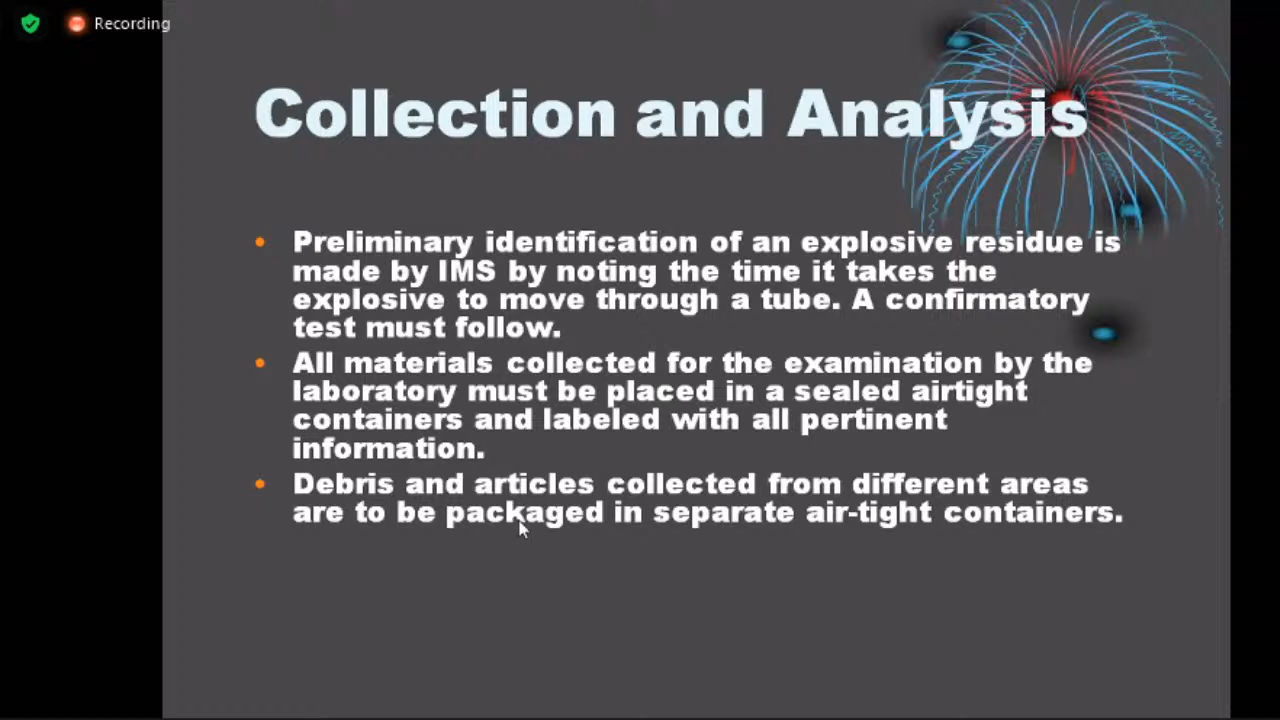 Recording
Collection and Analysis
• Preliminary identification of an explosive residue is
made by IMS by noting the time it takes the
explosive to move through a tube. A confirmatory
test must follow.
• All materials collected for the examination by the
laboratory must be placed in a sealed airtight
containers and labeled with all pertinent
information.
• Debris and articles collected from different areas
are to be packaged in separate air-tight containers.